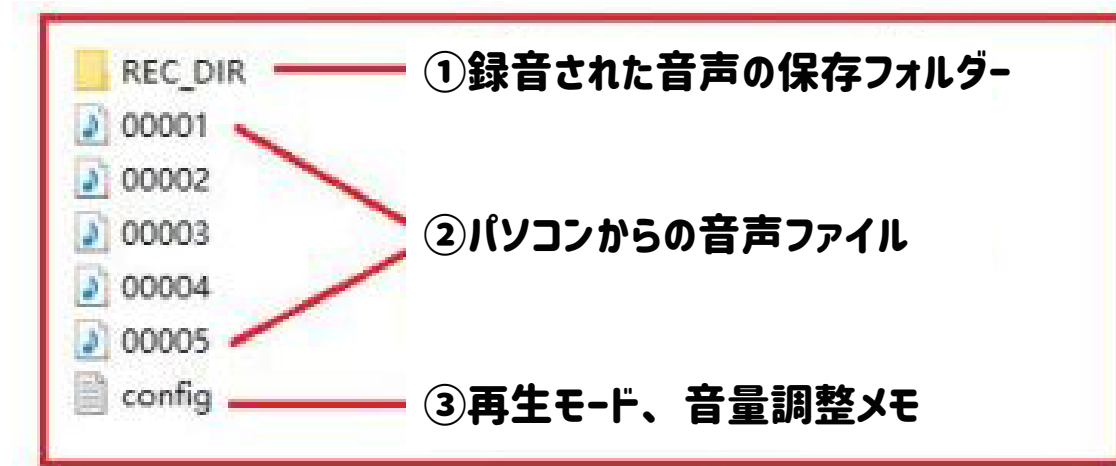 REC_DIR ①録音された音声の保存フォルダー
00001
00002
00003 ②パソコンからの音声ファイル
00004
00005
config ③再生モード、音量調整メモ